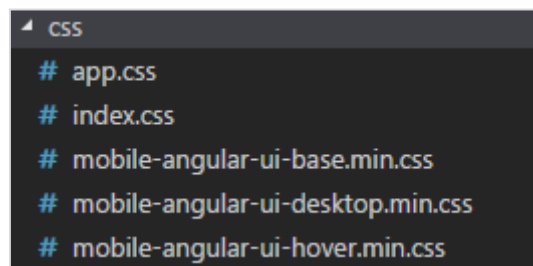 css
# app.css
# index.css
# mobile-angular-ui-base.min.css
# mobile-angular-ui-desktop.min.css
# mobile-angular-ui-hover.min.css